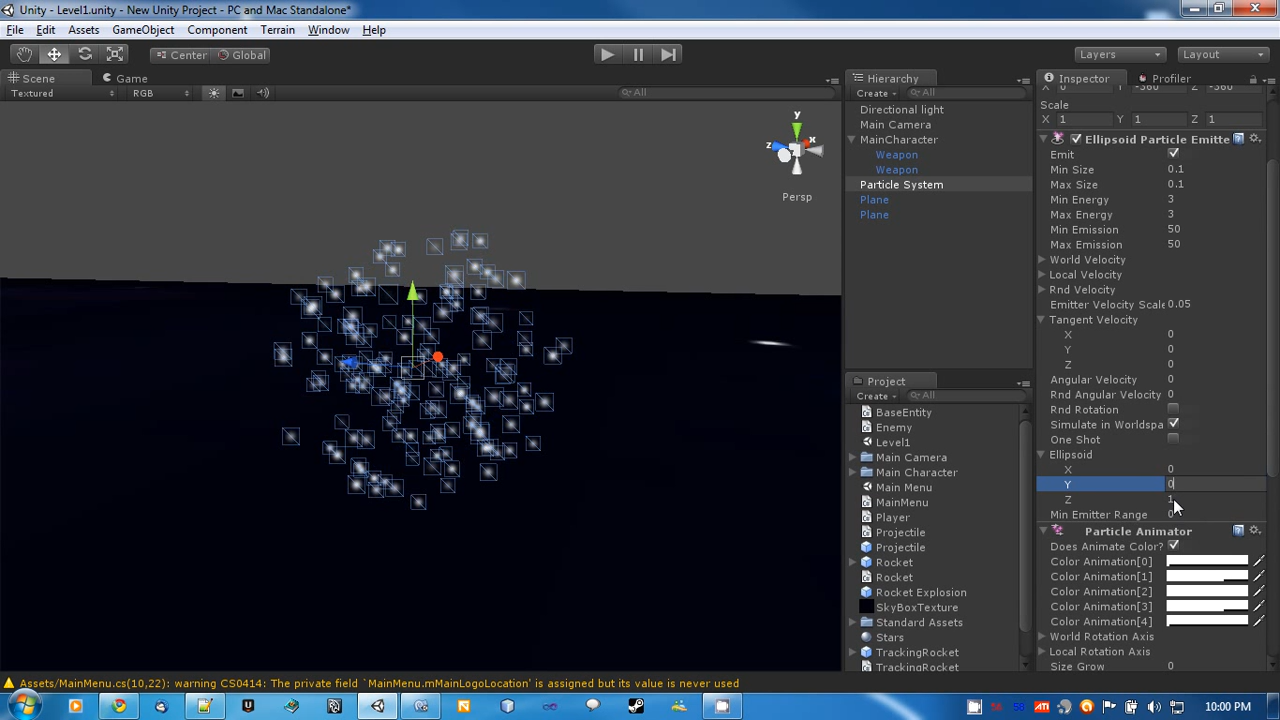 Unity - Level1.unity - New Unity Project - PC and Mac Standalone*
File Edit Assets GameObject Component Terrain Window Help
Center Global Layers Layout
Scene Game
Textured RGB All
y
x
z
Persp
Hierarchy
Create All
Directional light
Main Camera
MainCharacter
Weapon
Weapon
Particle System
Plane
Plane
Project
Create All
BaseEntity
Enemy
Level1
Main Camera
Main Character
Main Menu
MainMenu
Player
Projectile
Projectile
Rocket
Rocket
Rocket Explosion
SkyBoxTexture
Standard Assets
Stars
TrackingRocket
TrackingRocket
Inspector Profiler
X 0 Y -360 Z -360
Scale
X 1 Y 1 Z 1
Ellipsoid Particle Emitte
Emit
Min Size 0.1
Max Size 0.1
Min Energy 3
Max Energy 3
Min Emission 50
Max Emission 50
World Velocity
Local Velocity
Rnd Velocity
Emitter Velocity Scale 0.05
Tangent Velocity
X 0
Y 0
Z 0
Angular Velocity 0
Rnd Angular Velocity 0
Rnd Rotation
Simulate in Worldspa
One Shot
Ellipsoid
X 0
Y 0
Z 1
Min Emitter Range 0
Particle Animator
Does Animate Color?
Color Animation[0]
Color Animation[1]
Color Animation[2]
Color Animation[3]
Color Animation[4]
World Rotation Axis
Local Rotation Axis
Size Grow 0
Assets/MainMenu.cs(10,22): warning CS0414: The private field `MainMenu.mMainLogoLocation' is assigned but its value is never used
16 58 ATI 10:00 PM